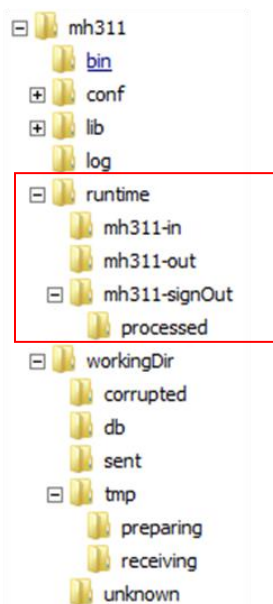 mh311
bin
conf
lib
log
runtime
mh311-in
mh311-out
mh311-signOut
processed
workingDir
corrupted
db
sent
tmp
preparing
receiving
unknown